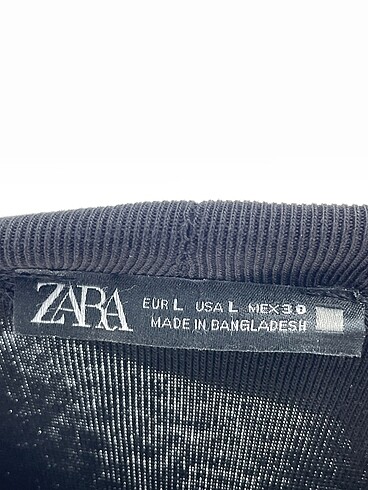 ZARA
EUR L USA L MEX 30
MADE IN BANGLADESH